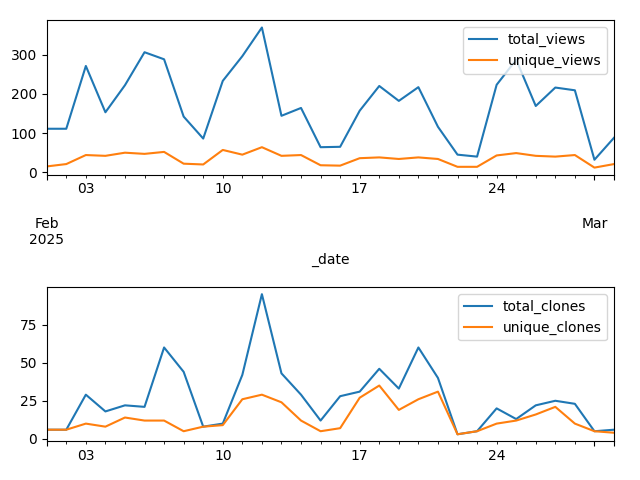 total_views
unique_views
300
200
100
0
03 10 17 24
Feb Mar
2025
_date
total_clones
unique_clones
75
50
25
0
03 10 17 24